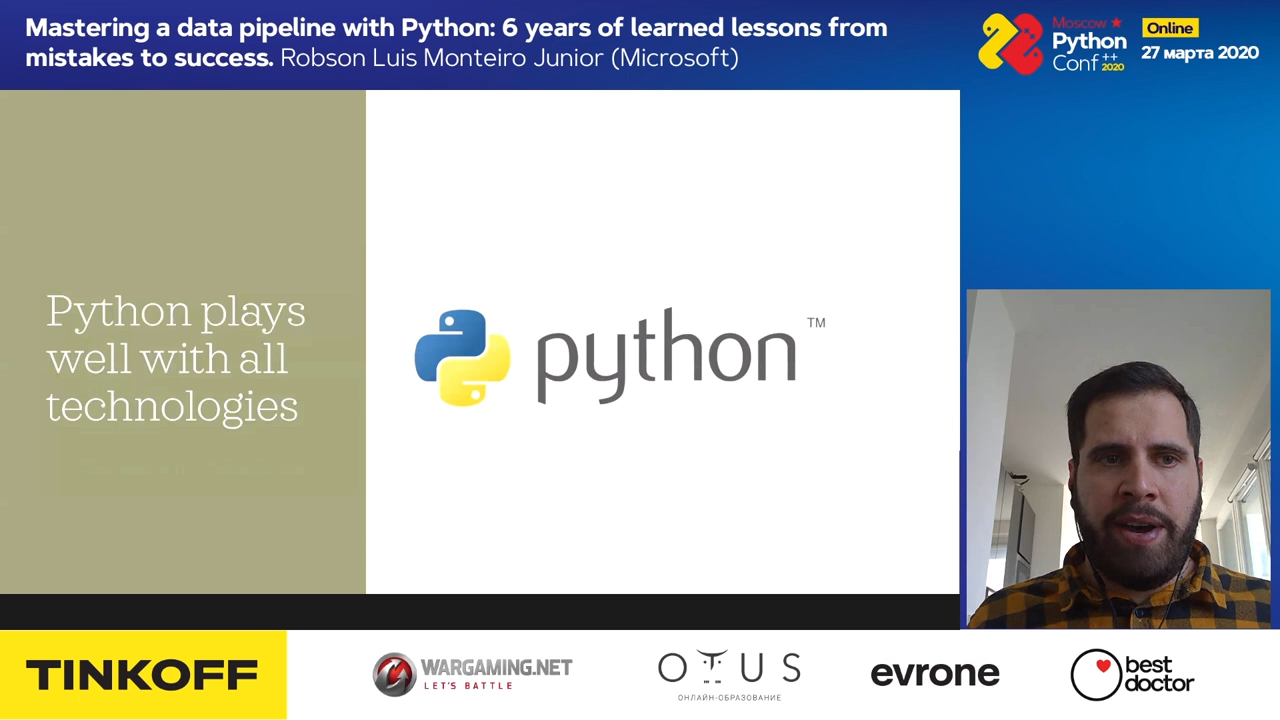 Mastering a data pipeline with Python: 6 years of learned lessons from
mistakes to success. Robson Luis Monteiro Junior (Microsoft)
Moscow
Python
Conf ++
2020
Online
27 марта 2020
Python plays
well with all
technologies
python TM
TINKOFF
WARGAMING.NET
LET'S BATTLE
OTUS
ОНЛАЙН-ОБРАЗОВАНИЕ
evrone
best
doctor